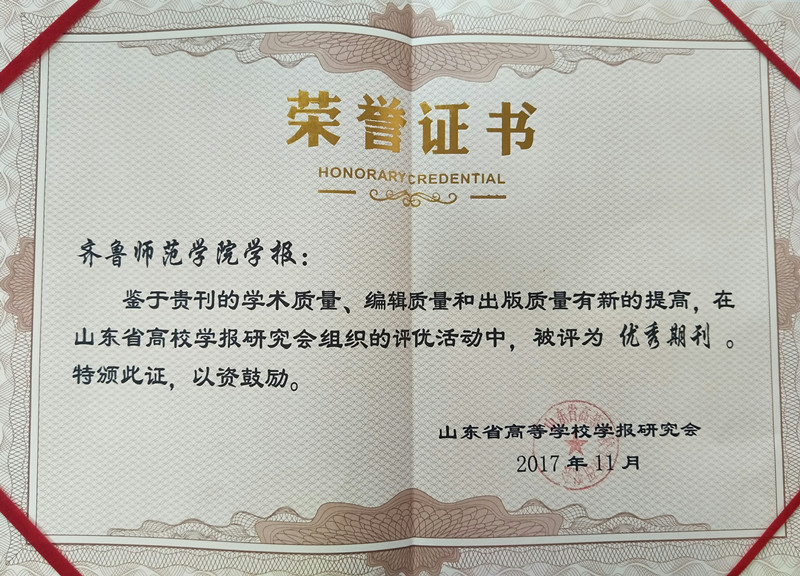 荣誉证书
HONORARY CREDENTIAL
齐鲁师范学院学报：
鉴于贵刊的学术质量、编辑质量和出版质量有新的提高，在
山东省高校学报研究会组织的评优活动中，被评为 优秀期刊 。
特颁此证，以资鼓励。
山东省高等学校学报研究会
2017 年 11 月